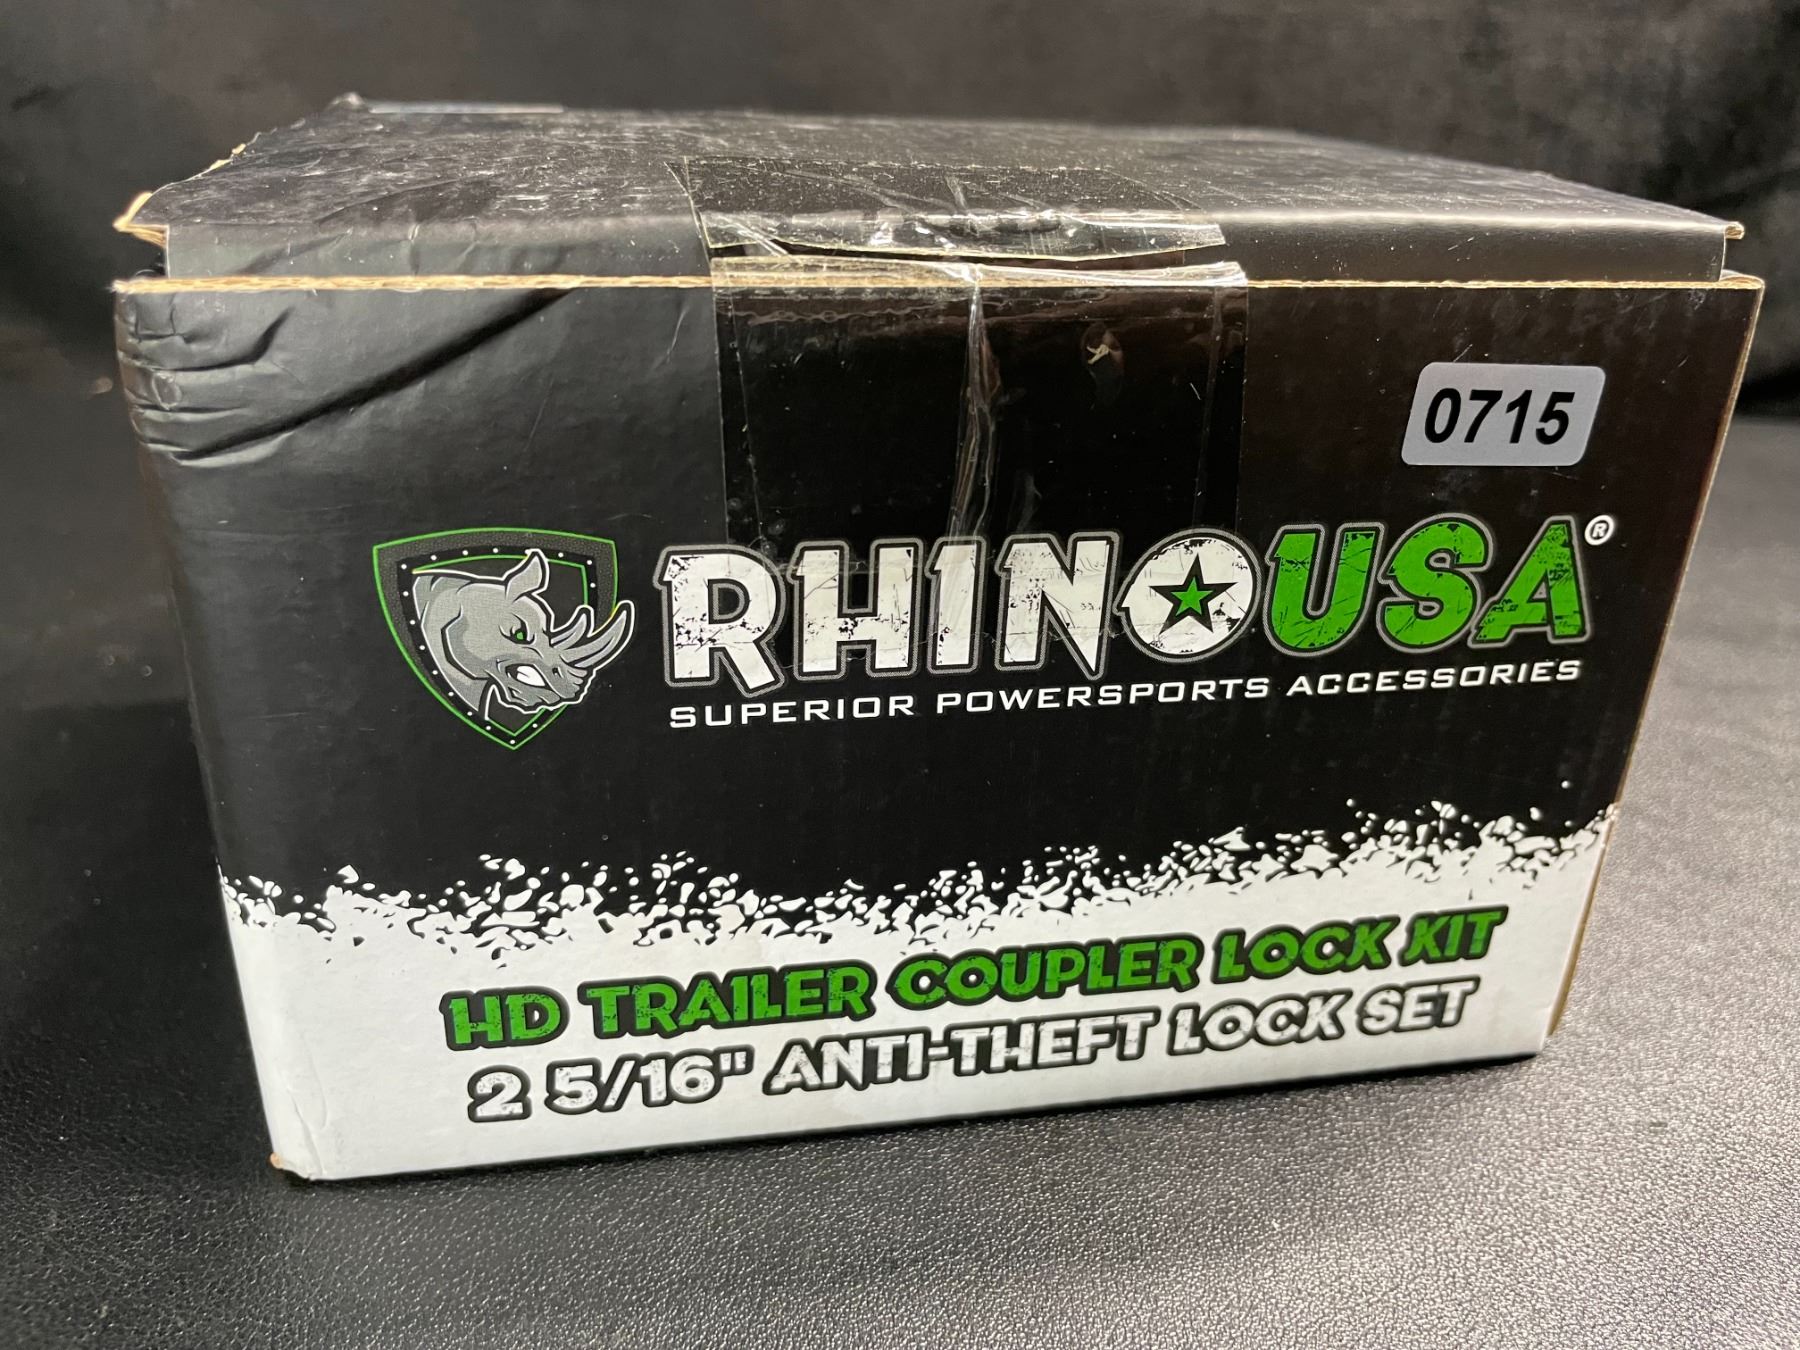 0715
RHINOUSA®
SUPERIOR POWERSPORTS ACCESSORIES
HD TRAILER COUPLER LOCK KIT
2 5/16" ANTI-THEFT LOCK SET